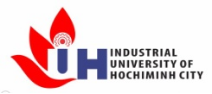 IUH
INDUSTRIAL
UNIVERSITY OF
HOCHIMINH CITY